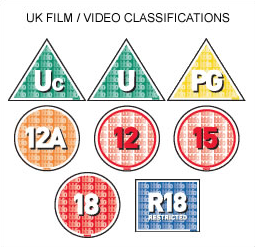 UK FILM / VIDEO CLASSIFICATIONS
Uc U PG
12A 12 15
18 R18
RESTRICTED